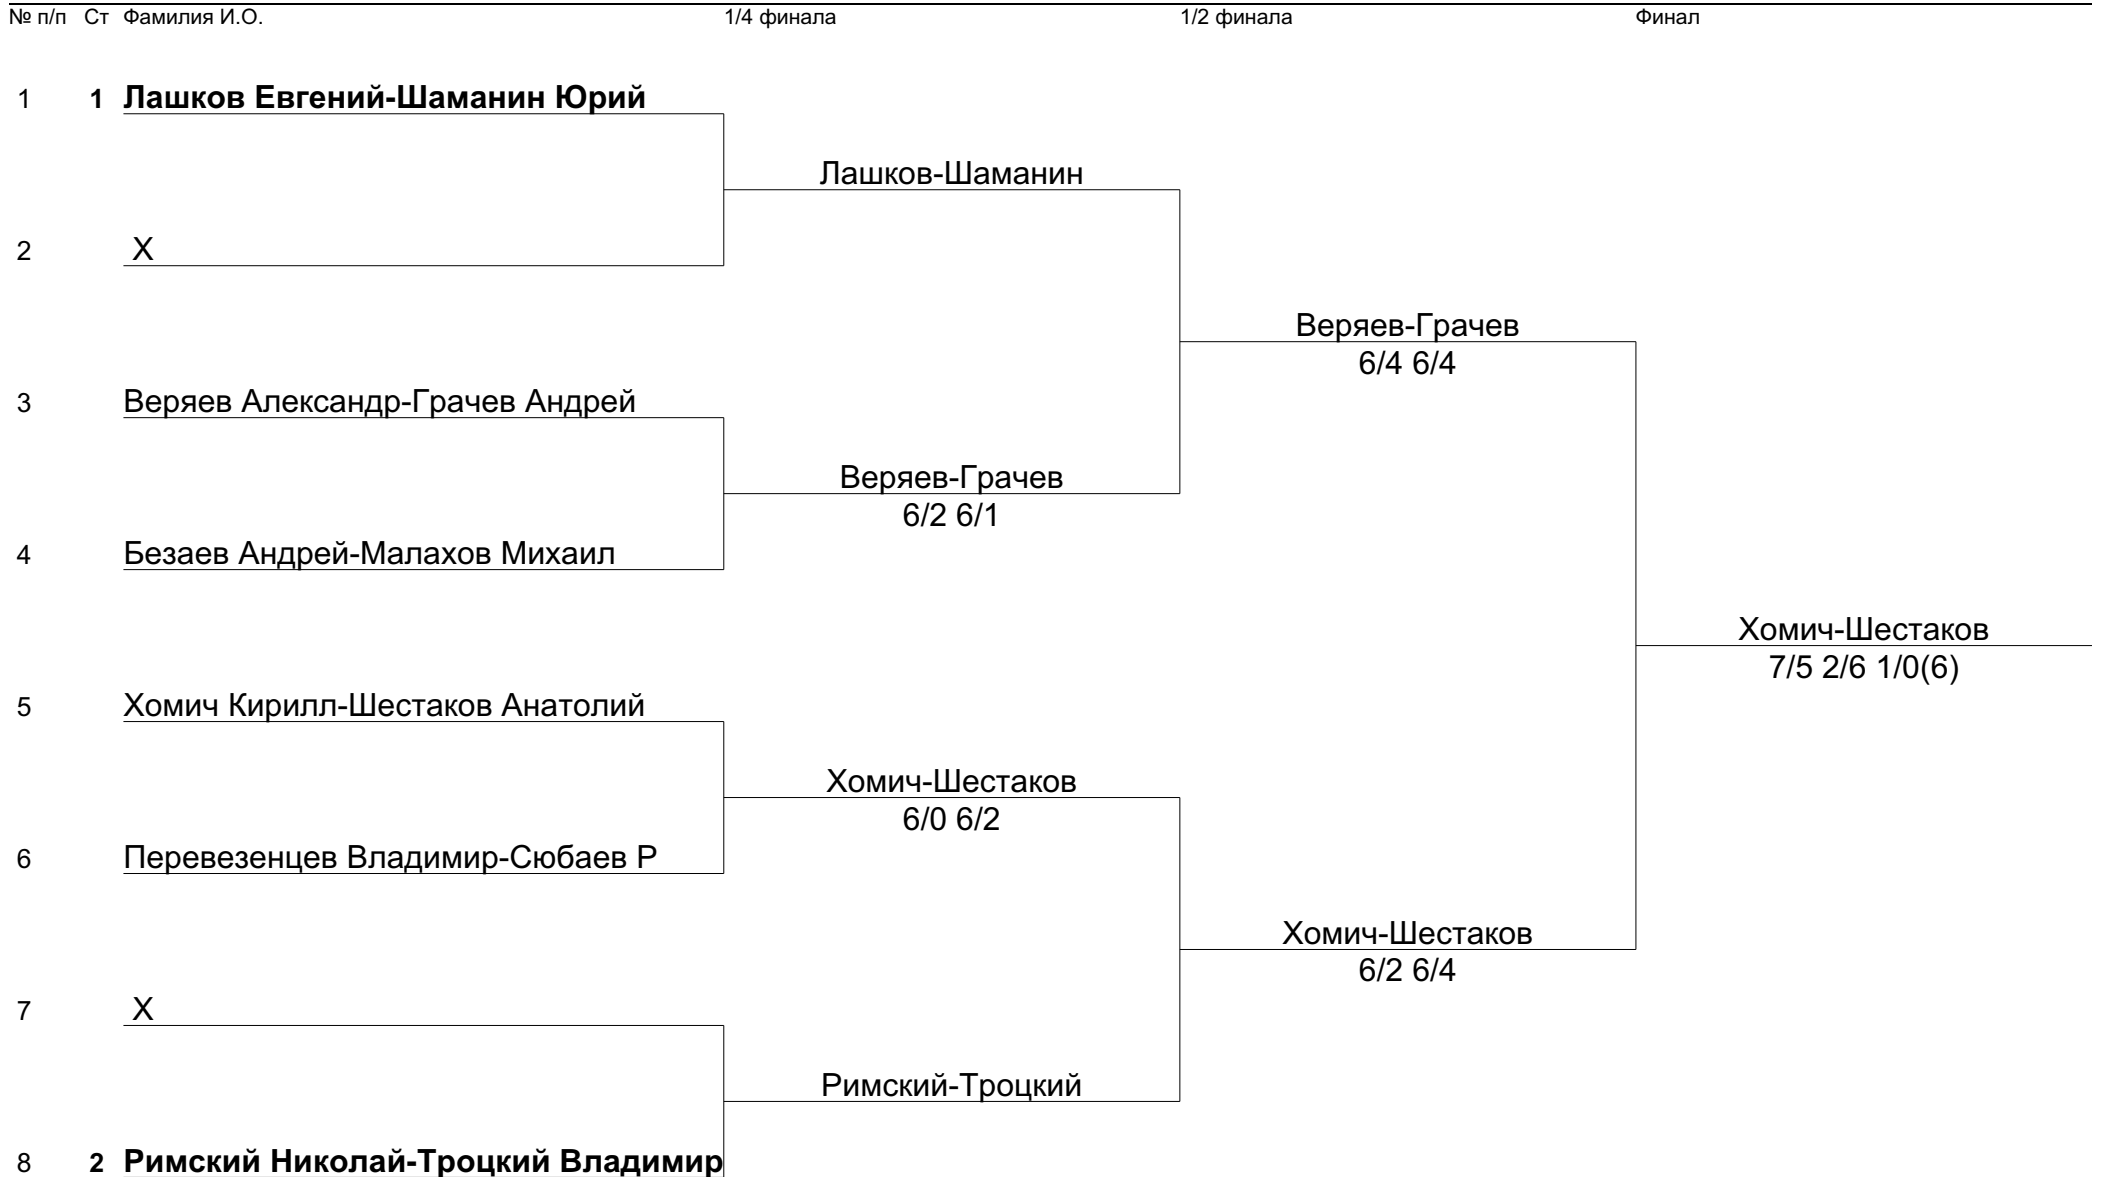 № п/п Ст Фамилия И.О. 1/4 финала 1/2 финала Финал
1 1 Лашков Евгений-Шаманин Юрий
Лашков-Шаманин
2 X
Веряев-Грачев
6/4 6/4
3 Веряев Александр-Грачев Андрей
Веряев-Грачев
6/2 6/1
4 Безаев Андрей-Малахов Михаил
Хомич-Шестаков
7/5 2/6 1/0(6)
5 Хомич Кирилл-Шестаков Анатолий
Хомич-Шестаков
6/0 6/2
6 Перевезенцев Владимир-Сюбаев Р
Хомич-Шестаков
6/2 6/4
7 X
Римский-Троцкий
8 2 Римский Николай-Троцкий Владимир